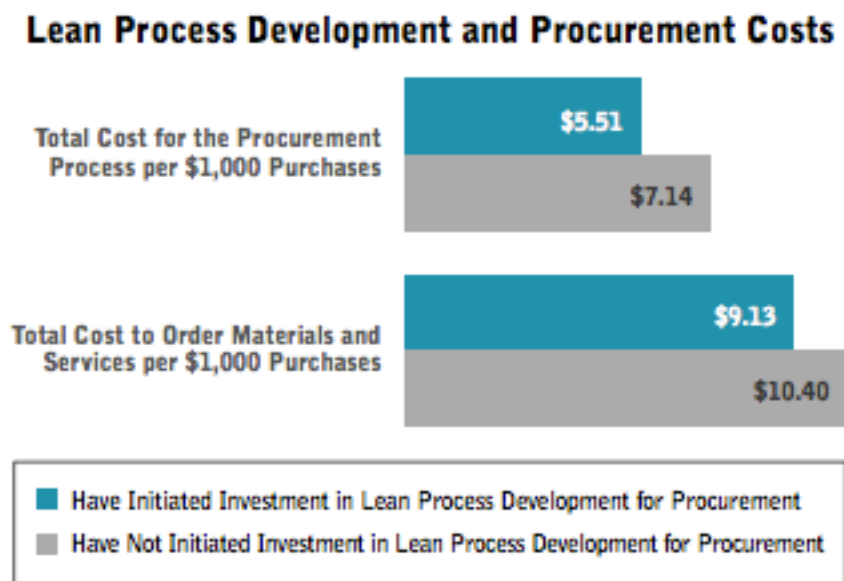 Lean Process Development and Procurement Costs
Total Cost for the Procurement
Process per $1,000 Purchases
$5.51
$7.14
Total Cost to Order Materials and
Services per $1,000 Purchases
$9.13
$10.40
Have Initiated Investment in Lean Process Development for Procurement
Have Not Initiated Investment in Lean Process Development for Procurement